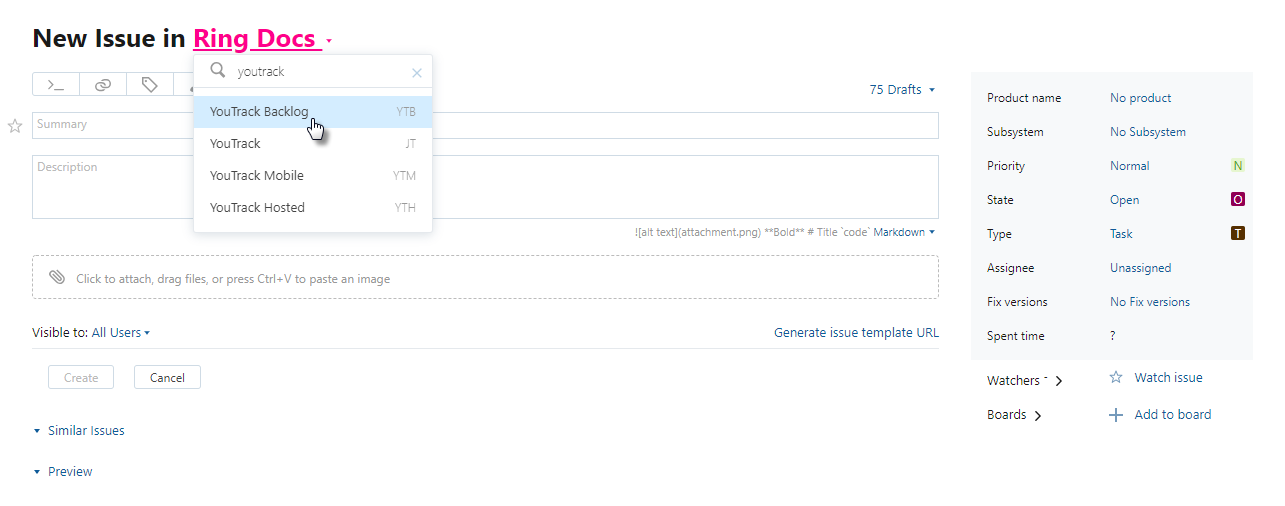 New Issue in Ring Docs
youtrack
75 Drafts
YouTrack Backlog YTB
YouTrack JT
YouTrack Mobile YTM
YouTrack Hosted YTH
Summary
Description
![alt text](attachment.png) **Bold** # Title `code` Markdown
Click to attach, drag files, or press Ctrl+V to paste an image
Visible to: All Users
Generate issue template URL
Create
Cancel
Similar Issues
Preview
Product name No product
Subsystem No Subsystem
Priority Normal N
State Open O
Type Task T
Assignee Unassigned
Fix versions No Fix versions
Spent time ?
Watchers - Watch issue
Boards Add to board